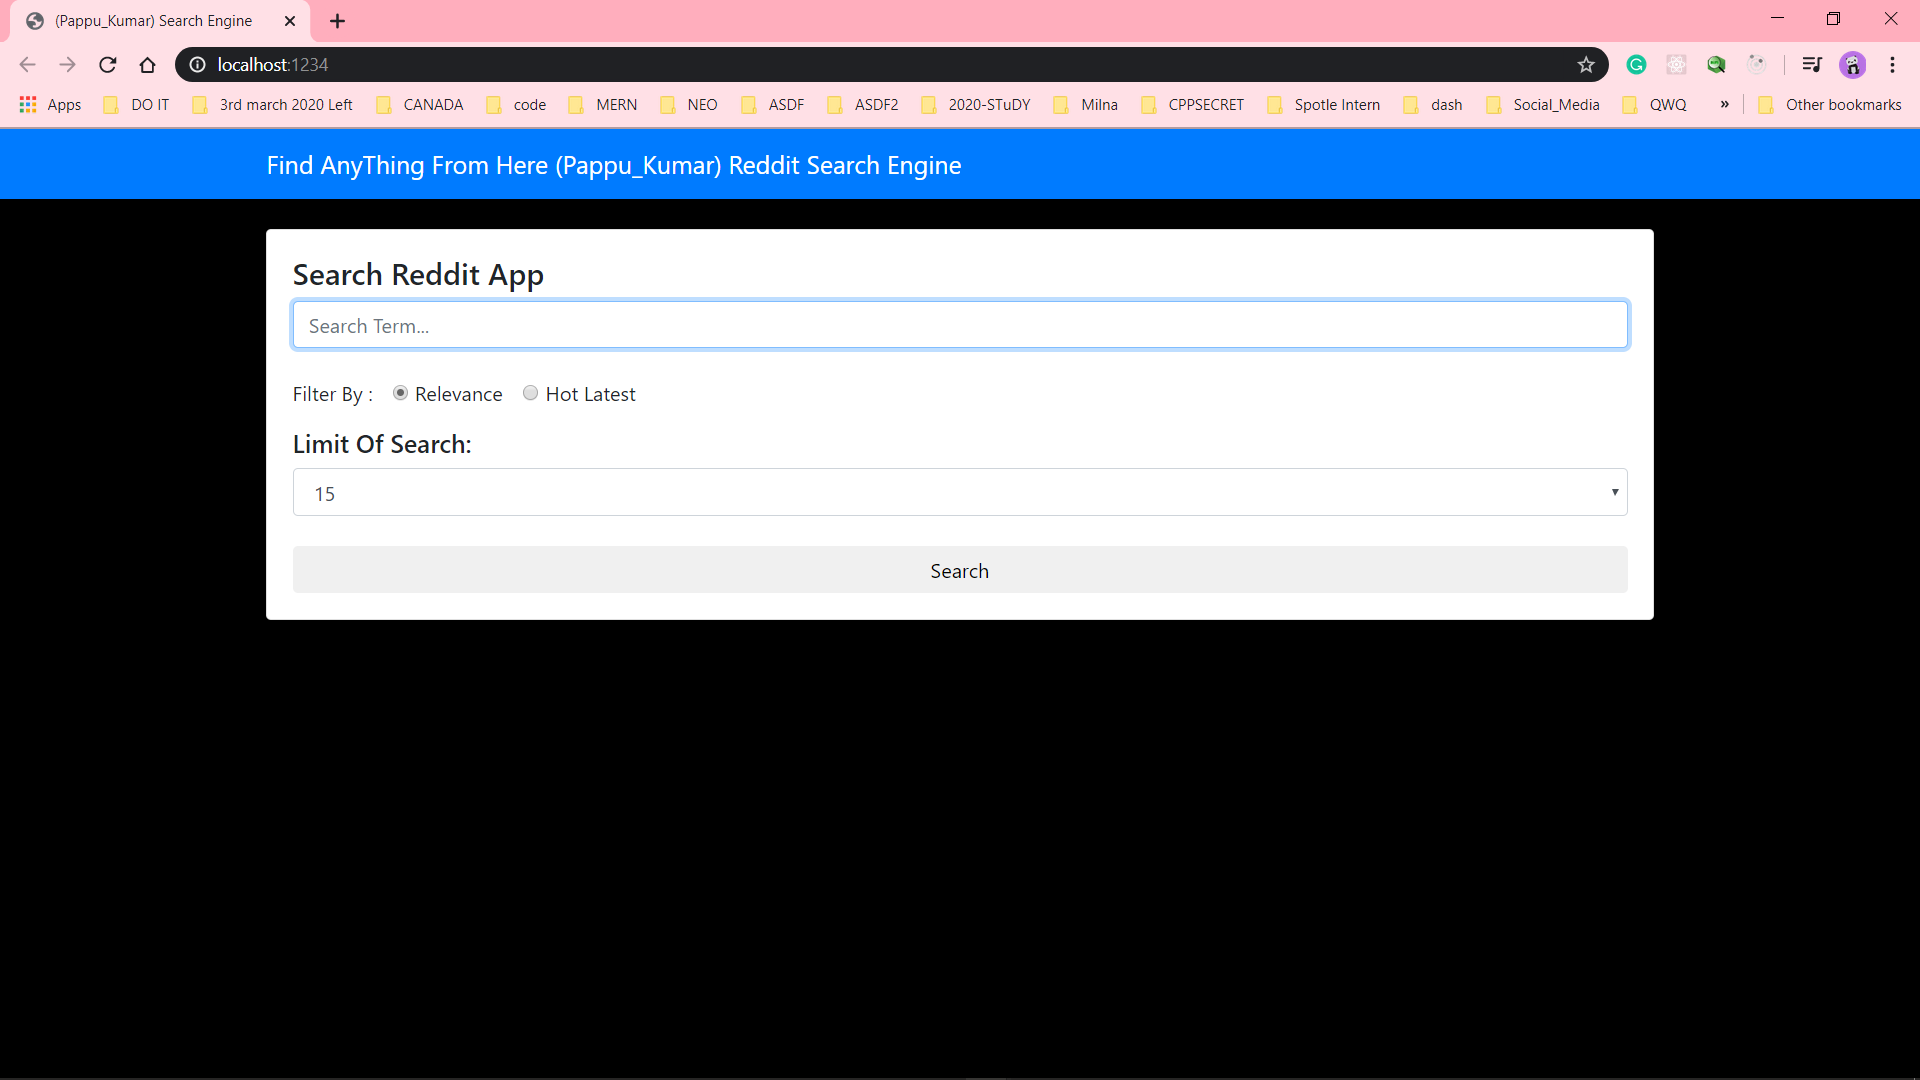 (Pappu_Kumar) Search Engine
localhost:1234
Apps DO IT 3rd march 2020 Left CANADA code MERN NEO ASDF ASDF2 2020-STuDY Milna CPPSECRET Spotle Intern dash Social_Media QWQ » Other bookmarks
Find AnyThing From Here (Pappu_Kumar) Reddit Search Engine
Search Reddit App
Search Term...
Filter By : Relevance Hot Latest
Limit Of Search:
15
Search